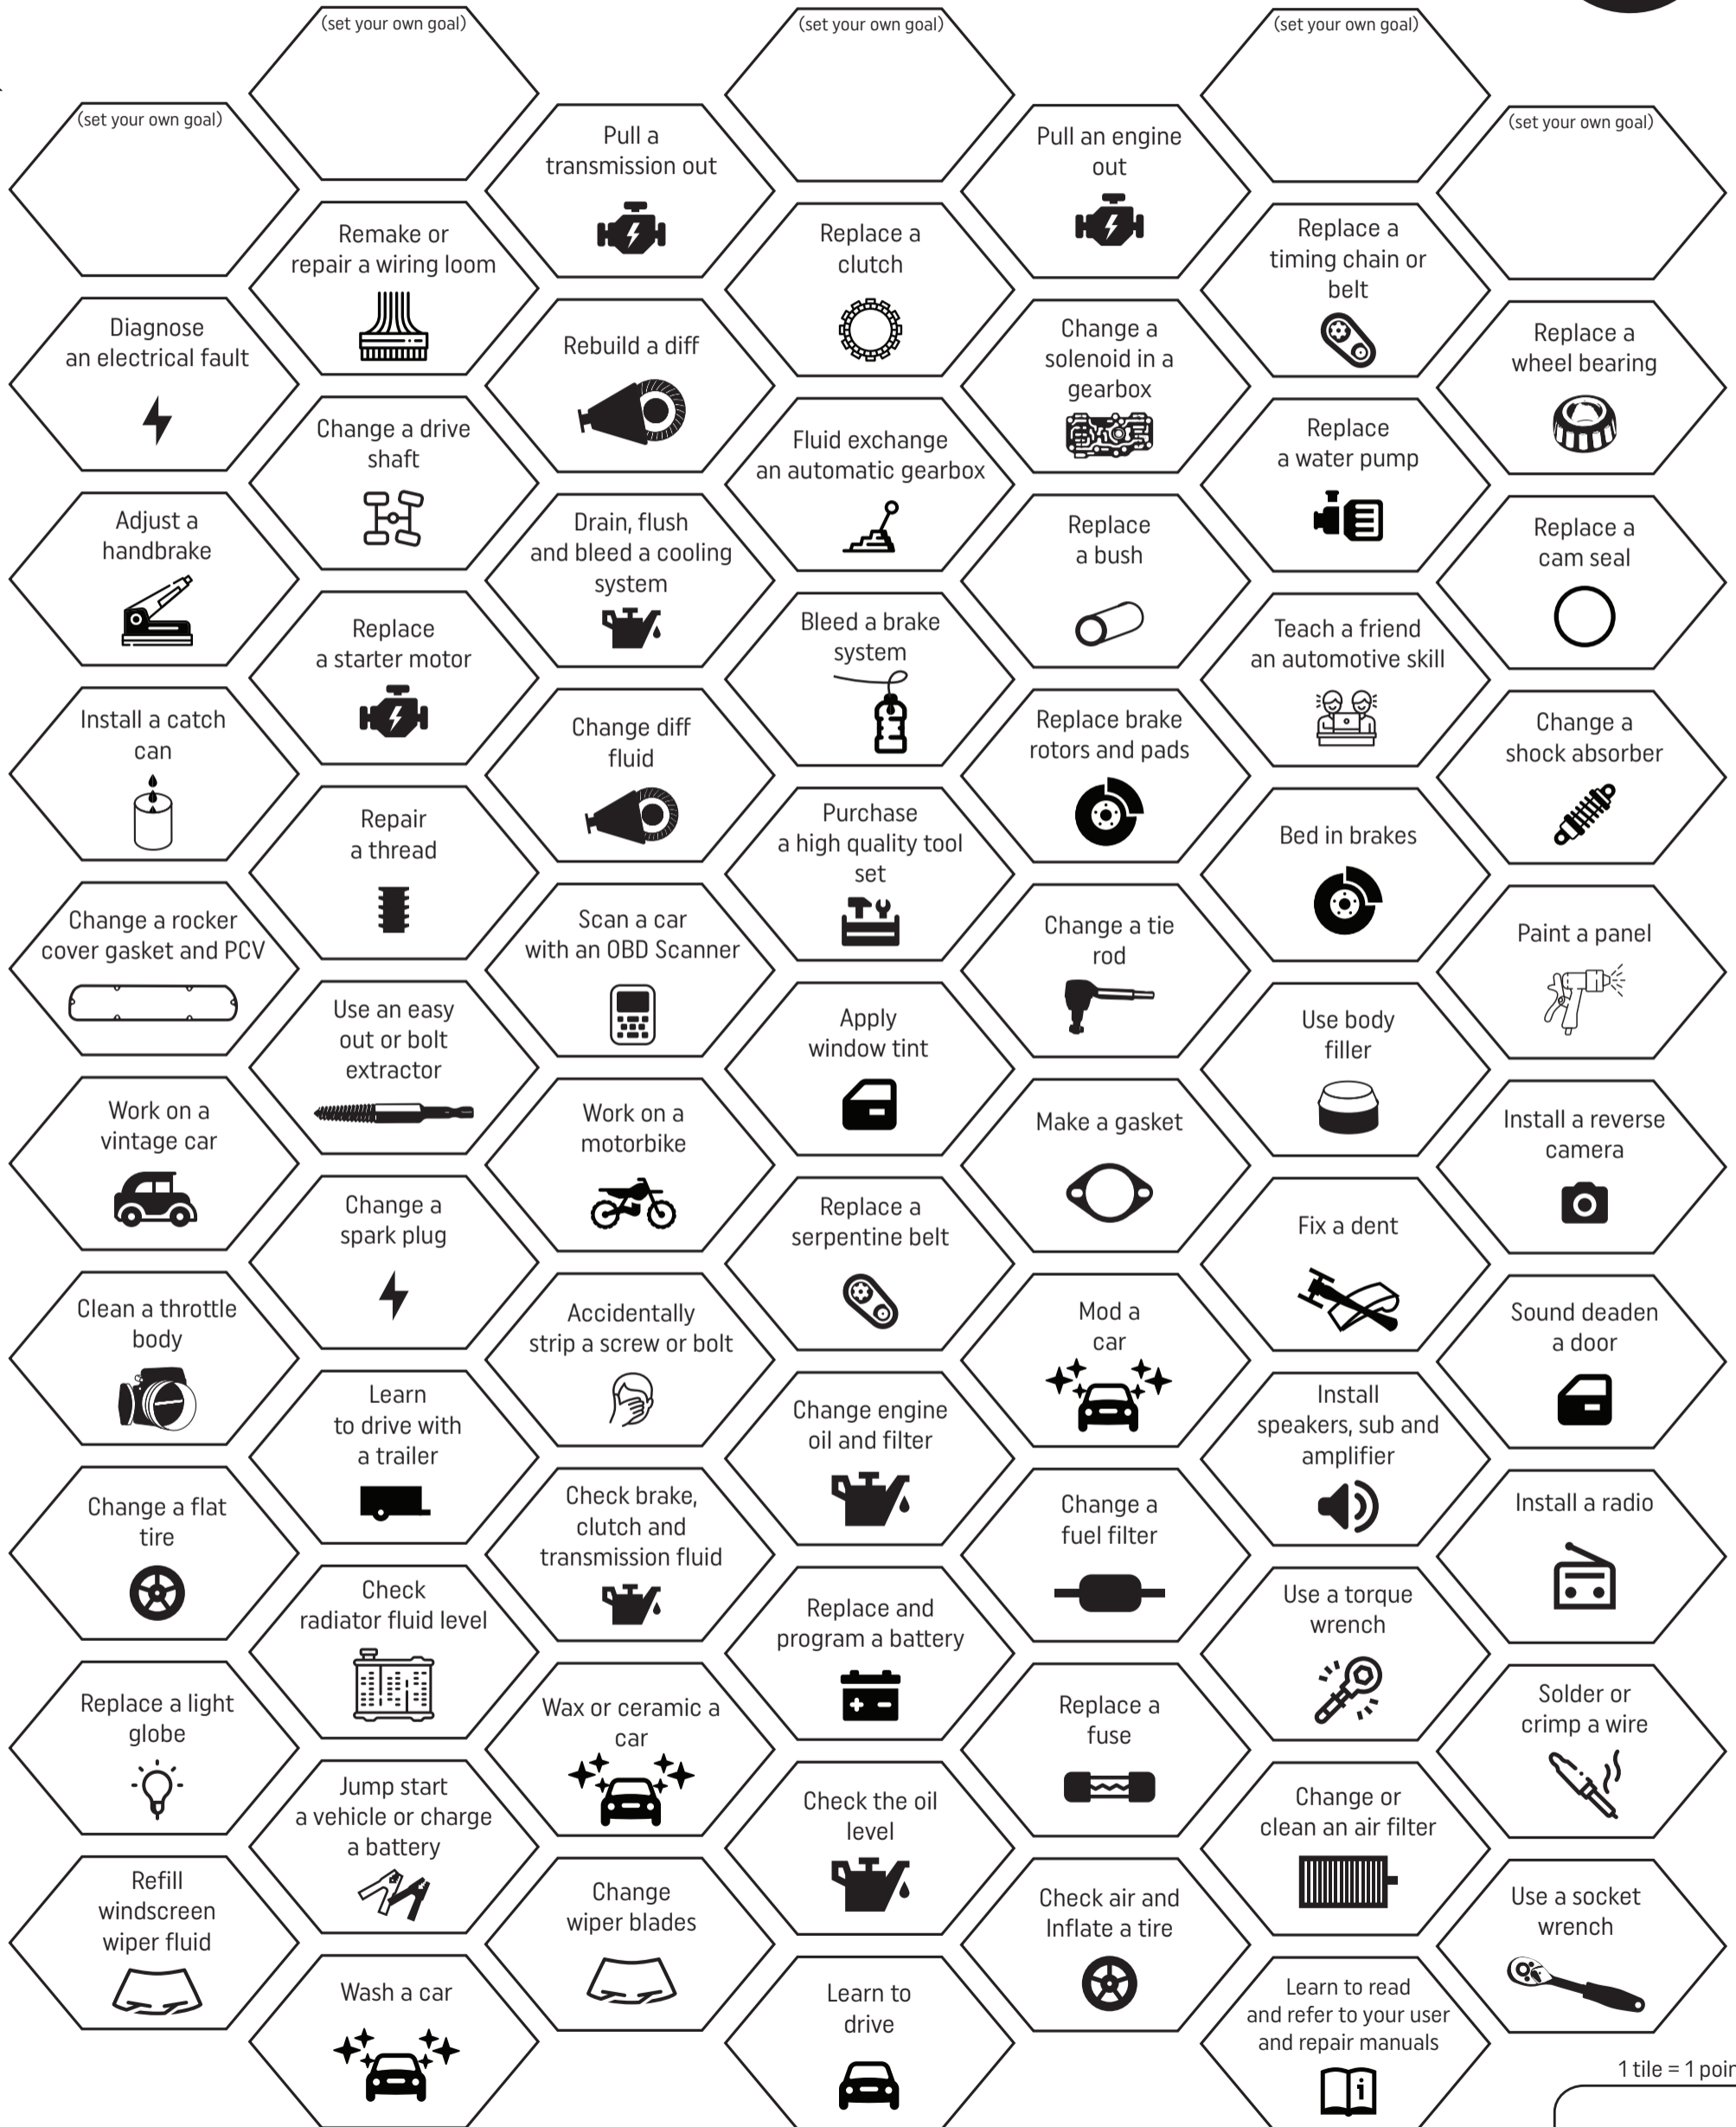 (set your own goal)
(set your own goal)
(set your own goal)
(set your own goal)
(set your own goal)
Pull a
transmission out
Pull an engine
out
Remake or
repair a wiring loom
Replace a
clutch
Replace a
timing chain or
belt
Diagnose
an electrical fault
Rebuild a diff
Change a
solenoid in a
gearbox
Replace a
wheel bearing
Change a drive
shaft
Fluid exchange
an automatic gearbox
Replace
a water pump
Adjust a
handbrake
Drain, flush
and bleed a cooling
system
Replace
a bush
Replace a
cam seal
Replace
a starter motor
Bleed a brake
system
Teach a friend
an automotive skill
Install a catch
can
Change diff
fluid
Replace brake
rotors and pads
Change a
shock absorber
Repair
a thread
Purchase
a high quality tool
set
Bed in brakes
Change a rocker
cover gasket and PCV
Scan a car
with an OBD Scanner
Change a tie
rod
Paint a panel
Use an easy
out or bolt
extractor
Apply
window tint
Use body
filler
Work on a
vintage car
Work on a
motorbike
Make a gasket
Install a reverse
camera
Change a
spark plug
Replace a
serpentine belt
Fix a dent
Clean a throttle
body
Accidentally
strip a screw or bolt
Mod a
car
Sound deaden
a door
Learn
to drive with
a trailer
Change engine
oil and filter
Install
speakers, sub and
amplifier
Change a flat
tire
Check brake,
clutch and
transmission fluid
Change a
fuel filter
Install a radio
Check
radiator fluid level
Replace and
program a battery
Use a torque
wrench
Replace a light
globe
Wax or ceramic a
car
Replace a
fuse
Solder or
crimp a wire
Jump start
a vehicle or charge
a battery
Check the oil
level
Change or
clean an air filter
Refill
windscreen
wiper fluid
Change
wiper blades
Check air and
Inflate a tire
Use a socket
wrench
Wash a car
Learn to
drive
Learn to read
and refer to your user
and repair manuals
i
1 tile = 1 poin